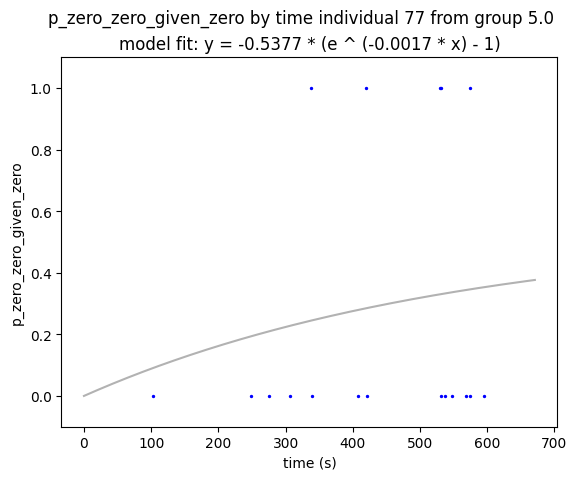 p_zero_zero_given_zero by time individual 77 from group 5.0
model fit: y = -0.5377 * (e ^ (-0.0017 * x) - 1)
1.0
0.8
0.6
0.4
0.2
0.0
p_zero_zero_given_zero
0 100 200 300 400 500 600 700
time (s)